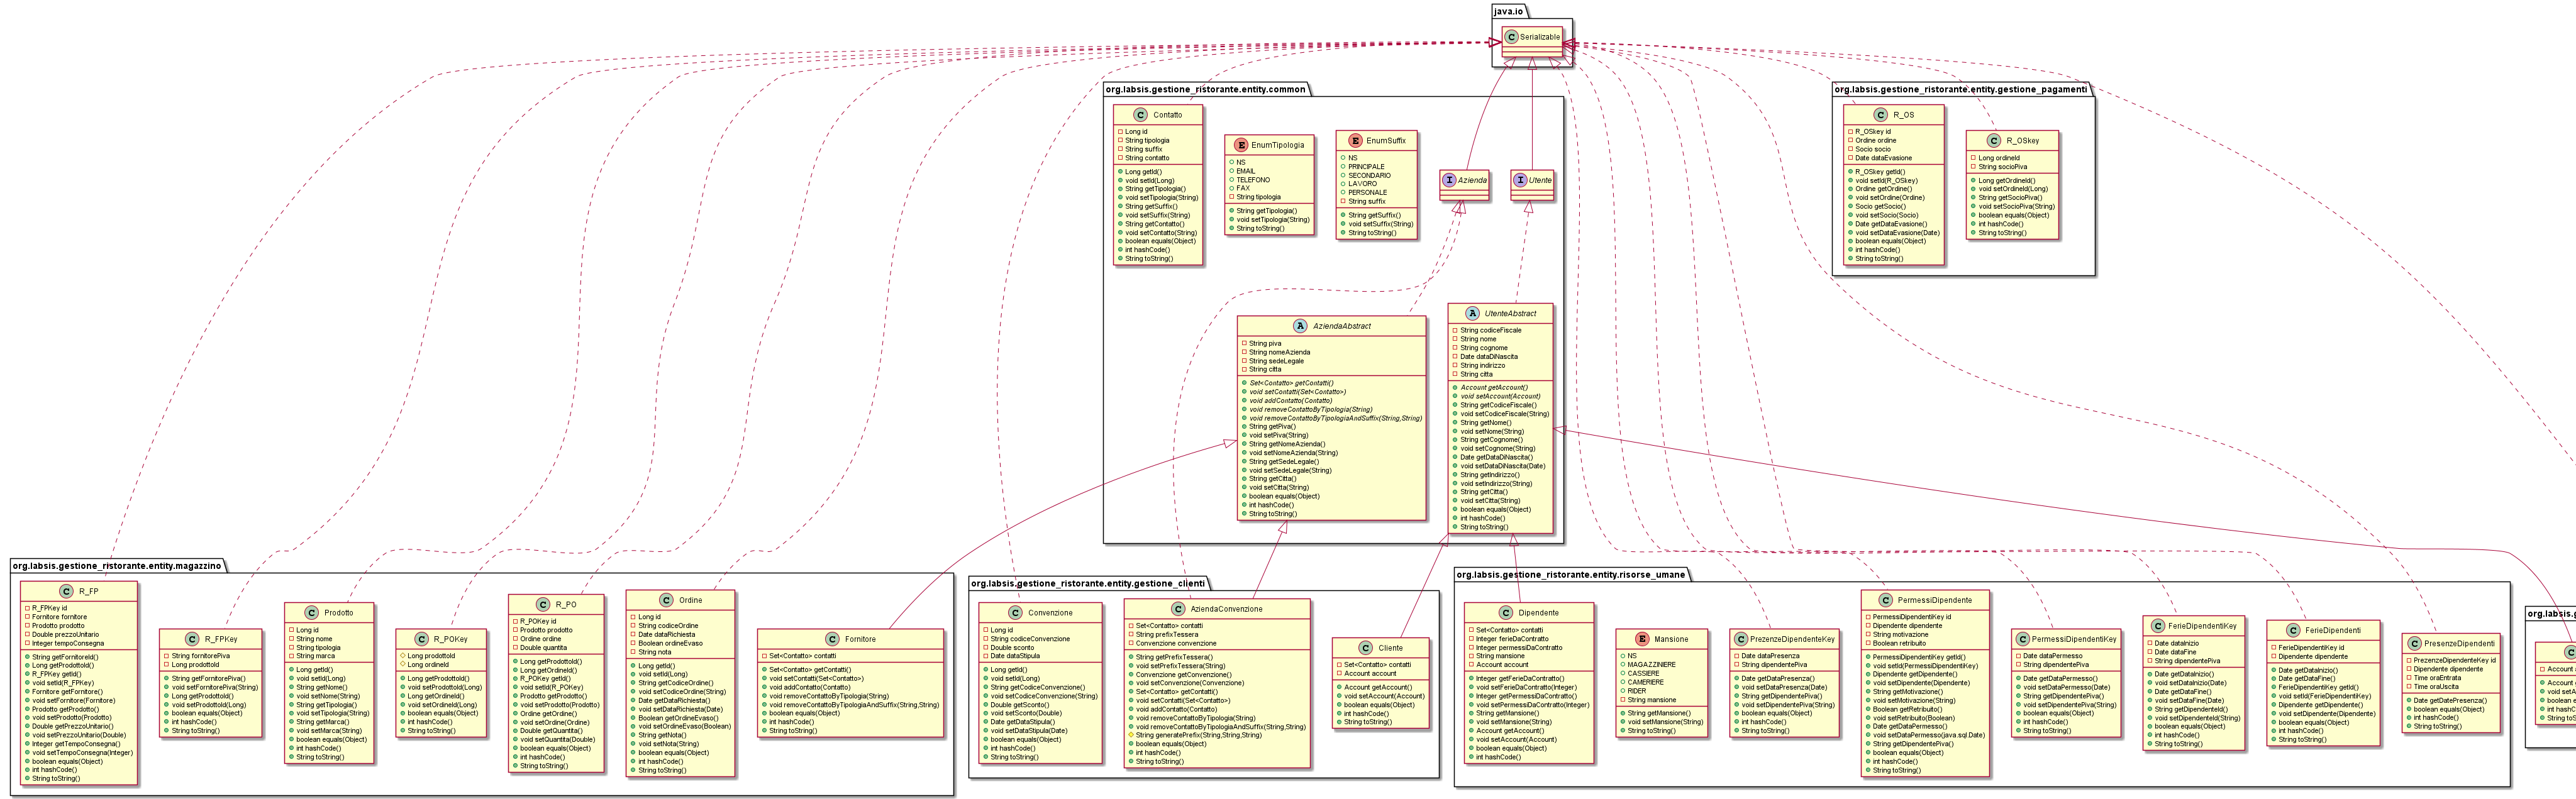 java.io
Serializable
org.labsis.gestione_ristorante.entity.common
Contatto
Long id
String tipologia
String suffix
String contatto
Long getId()
void setId(Long)
String getTipologia()
void setTipologia(String)
String getSuffix()
void setSuffix(String)
String getContatto()
void setContatto(String)
boolean equals(Object)
int hashCode()
String toString()
EnumTipologia
NS
EMAIL
TELEFONO
FAX
String tipologia
String getTipologia()
void setTipologia(String)
String toString()
EnumSuffix
NS
PRINCIPALE
SECONDARIO
LAVORO
PERSONALE
String suffix
String getSuffix()
void setSuffix(String)
String toString()
Azienda
Utente
AziendaAbstract
String piva
String nomeAzienda
String sedeLegale
String citta
Set<Contatto> getContatti()
void setContatti(Set<Contatto>)
void addContatto(Contatto)
void removeContattoByTipologia(String)
void removeContattoByTipologiaAndSuffix(String,String)
String getPiva()
void setPiva(String)
String getNomeAzienda()
void setNomeAzienda(String)
String getSedeLegale()
void setSedeLegale(String)
String getCitta()
void setCitta(String)
boolean equals(Object)
int hashCode()
String toString()
UtenteAbstract
String codiceFiscale
String nome
String cognome
Date dataDiNascita
String indirizzo
String citta
Account getAccount()
void setAccount(Account)
String getCodiceFiscale()
void setCodiceFiscale(String)
String getNome()
void setNome(String)
String getCognome()
void setCognome(String)
Date getDataDiNascita()
void setDataDiNascita(Date)
String getIndirizzo()
void setIndirizzo(String)
String getCitta()
void setCitta(String)
boolean equals(Object)
int hashCode()
String toString()
org.labsis.gestione_ristorante.entity.gestione_pagamenti
R_OS
R_OSkey id
Ordine ordine
Socio socio
Date dataEvasione
R_OSkey getId()
void setId(R_OSkey)
Ordine getOrdine()
void setOrdine(Ordine)
Socio getSocio()
void setSocio(Socio)
Date getDataEvasione()
void setDataEvasione(Date)
boolean equals(Object)
int hashCode()
String toString()
R_OSkey
Long ordineId
String socioPiva
Long getOrdineId()
void setOrdineId(Long)
String getSocioPiva()
void setSocioPiva(String)
boolean equals(Object)
int hashCode()
String toString()
org.labsis.gestione_ristorante.entity.magazzino
R_FP
R_FPKey id
Fornitore fornitore
Prodotto prodotto
Double prezzoUnitario
Integer tempoConsegna
String getFornitoreId()
Long getProdottoId()
R_FPKey getId()
void setId(R_FPKey)
Fornitore getFornitore()
void setFornitore(Fornitore)
Prodotto getProdotto()
void setProdotto(Prodotto)
Double getPrezzoUnitario()
void setPrezzoUnitario(Double)
Integer getTempoConsegna()
void setTempoConsegna(Integer)
boolean equals(Object)
int hashCode()
String toString()
R_FPKey
String fornitorePiva
Long prodottoId
String getFornitorePiva()
void setFornitorePiva(String)
Long getProdottoId()
void setProdottoId(Long)
boolean equals(Object)
int hashCode()
String toString()
Prodotto
Long id
String nome
String tipologia
String marca
Long getId()
void setId(Long)
String getNome()
void setNome(String)
String getTipologia()
void setTipologia(String)
String getMarca()
void setMarca(String)
boolean equals(Object)
int hashCode()
String toString()
R_POKey
Long prodottoId
Long ordineId
Long getProdottoId()
void setProdottoId(Long)
Long getOrdineId()
void setOrdineId(Long)
boolean equals(Object)
int hashCode()
String toString()
R_PO
R_POKey id
Prodotto prodotto
Ordine ordine
Double quantita
Long getProdottoId()
Long getOrdineId()
R_POKey getId()
void setId(R_POKey)
Prodotto getProdotto()
void setProdotto(Prodotto)
Ordine getOrdine()
void setOrdine(Ordine)
Double getQuantita()
void setQuantita(Double)
boolean equals(Object)
int hashCode()
String toString()
Ordine
Long id
String codiceOrdine
Date dataRichiesta
Boolean ordineEvaso
String nota
Long getId()
void setId(Long)
String getCodiceOrdine()
void setCodiceOrdine(String)
Date getDataRichiesta()
void setDataRichiesta(Date)
Boolean getOrdineEvaso()
void setOrdineEvaso(Boolean)
String getNota()
void setNota(String)
boolean equals(Object)
int hashCode()
String toString()
Fornitore
Set<Contatto> contatti
Set<Contatto> getContatti()
void setContatti(Set<Contatto>)
void addContatto(Contatto)
void removeContattoByTipologia(String)
void removeContattoByTipologiaAndSuffix(String,String)
boolean equals(Object)
int hashCode()
String toString()
org.labsis.gestione_ristorante.entity.gestione_clienti
Convenzione
Long id
String codiceConvenzione
Double sconto
Date dataStipula
Long getId()
void setId(Long)
String getCodiceConvenzione()
void setCodiceConvenzione(String)
Double getSconto()
void setSconto(Double)
Date getDataStipula()
void setDataStipula(Date)
boolean equals(Object)
int hashCode()
String toString()
AziendaConvenzione
Set<Contatto> contatti
String prefixTessera
Convenzione convenzione
String getPrefixTessera()
void setPrefixTessera(String)
Convenzione getConvenzione()
void setConvenzione(Convenzione)
Set<Contatto> getContatti()
void setContatti(Set<Contatto>)
void addContatto(Contatto)
void removeContattoByTipologia(String)
void removeContattoByTipologiaAndSuffix(String,String)
String generatePrefix(String,String,String)
boolean equals(Object)
int hashCode()
String toString()
Cliente
Set<Contatto> contatti
Account account
Account getAccount()
void setAccount(Account)
boolean equals(Object)
int hashCode()
String toString()
org.labsis.gestione_ristorante.entity.risorse_umane
Dipendente
Set<Contatto> contatti
Integer ferieDaContratto
Integer permessiDaContratto
String mansione
Account account
Integer getFerieDaContratto()
void setFerieDaContratto(Integer)
Integer getPermessiDaContratto()
void setPermessiDaContratto(Integer)
String getMansione()
void setMansione(String)
Account getAccount()
void setAccount(Account)
boolean equals(Object)
int hashCode()
Mansione
NS
MAGAZZINIERE
CASSIERE
CAMERIERE
RIDER
String mansione
String getMansione()
void setMansione(String)
String toString()
PrezenzeDipendenteKey
Date dataPresenza
String dipendentePiva
Date getDataPresenza()
void setDataPresenza(Date)
String getDipendentePiva()
void setDipendentePiva(String)
boolean equals(Object)
int hashCode()
String toString()
PermessiDipendente
PermessiDipendentiKey id
Dipendente dipendente
String motivazione
Boolean retribuito
PermessiDipendentiKey getId()
void setId(PermessiDipendentiKey)
Dipendente getDipendente()
void setDipendente(Dipendente)
String getMotivazione()
void setMotivazione(String)
Boolean getRetribuito()
void setRetribuito(Boolean)
Date getDataPermesso()
void setDataPermesso(java.sql.Date)
String getDipendentePiva()
boolean equals(Object)
int hashCode()
String toString()
PermessiDipendentiKey
Date dataPermesso
String dipendentePiva
Date getDataPermesso()
void setDataPermesso(Date)
String getDipendentePiva()
void setDipendentePiva(String)
boolean equals(Object)
int hashCode()
String toString()
FerieDipendentiKey
Date dataInizio
Date dataFine
String dipendentePiva
Date getDataInizio()
void setDataInizio(Date)
Date getDataFine()
void setDataFine(Date)
String getDipendenteId()
void setDipendenteId(String)
boolean equals(Object)
int hashCode()
String toString()
FerieDipendenti
FerieDipendentiKey id
Dipendente dipendente
Date getDataInizio()
Date getDataFine()
FerieDipendentiKey getId()
void setId(FerieDipendentiKey)
Dipendente getDipendente()
void setDipendente(Dipendente)
boolean equals(Object)
int hashCode()
String toString()
PresenzeDipendenti
PrezenzeDipendenteKey id
Dipendente dipendente
Time oraEntrata
Time oraUscita
Date getDatePresenza()
boolean equals(Object)
int hashCode()
String toString()
org.labsis.g
Account
Account
void setA
boolean e
int hashC
String toS